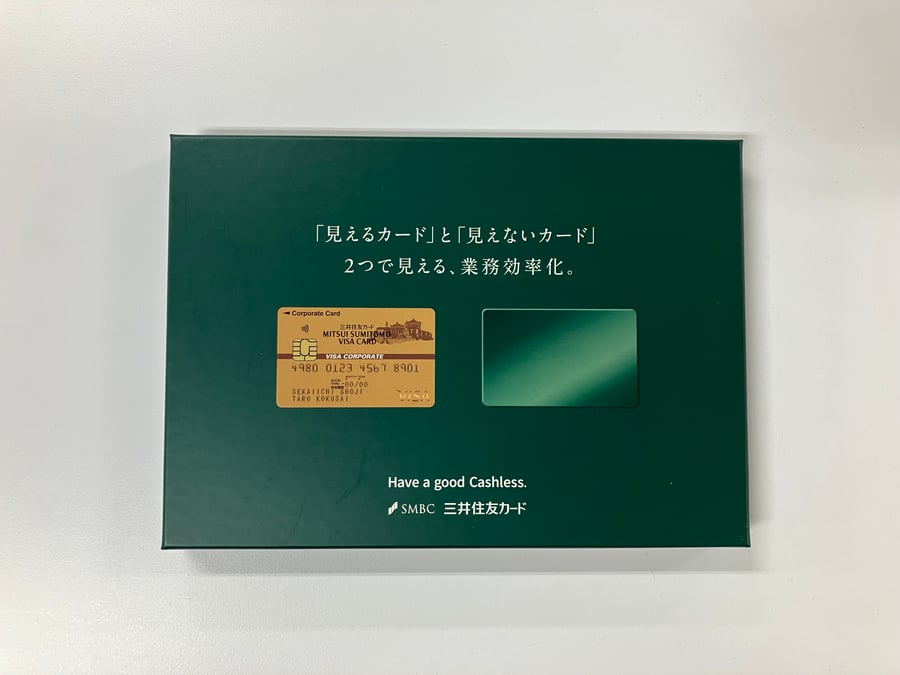 「見えるカード」と「見えないカード」
2つで見える、業務効率化。
Corporate Card
三井住友カード
MITSUI SUMITOMO
VISA CARD
VISA CORPORATE
4980 0123 4567 8901
00/00
SEKAIICHI SHOJI
TARO KOKUSAI
VISA
Have a good Cashless.
SMBC 三井住友カード